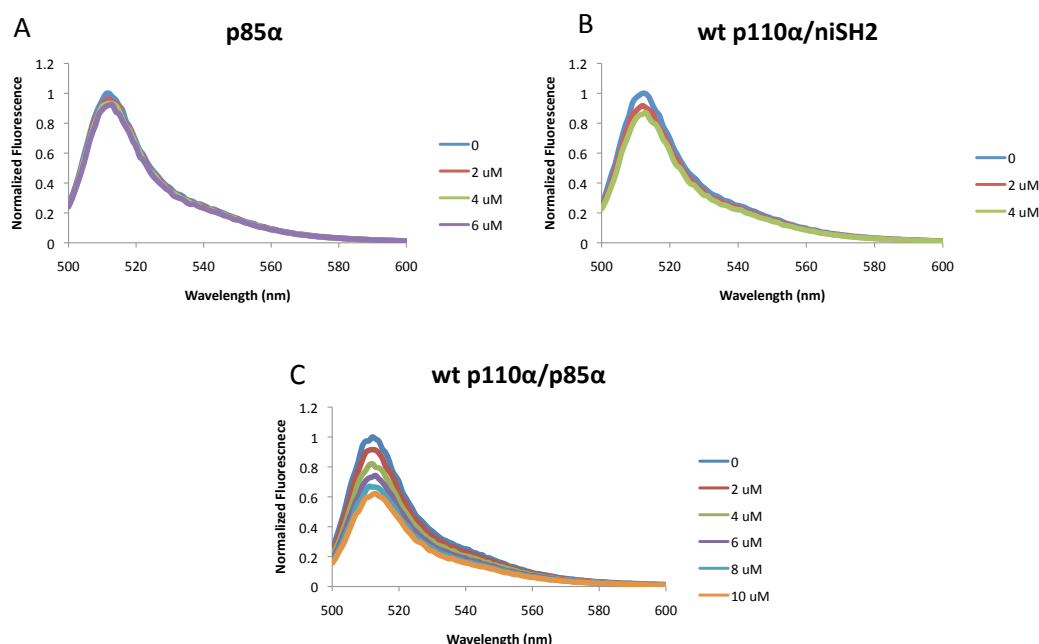 A
p85α
Normalized Fluorescence
1.2
1
0.8
0.6
0.4
0.2
0
500
520
540
560
580
600
Wavelength (nm)
0
2 uM
4 uM
6 uM
B
wt p110α/niSH2
Normalized Fluorescence
1.2
1
0.8
0.6
0.4
0.2
0
500
520
540
560
580
600
Wavelength (nm)
0
2 uM
4 uM
C
wt p110α/p85α
Normalized Fluorescnece
1.2
1
0.8
0.6
0.4
0.2
0
500
520
540
560
580
600
Wavelength (nm)
0
2 uM
4 uM
6 uM
8 uM
10 uM